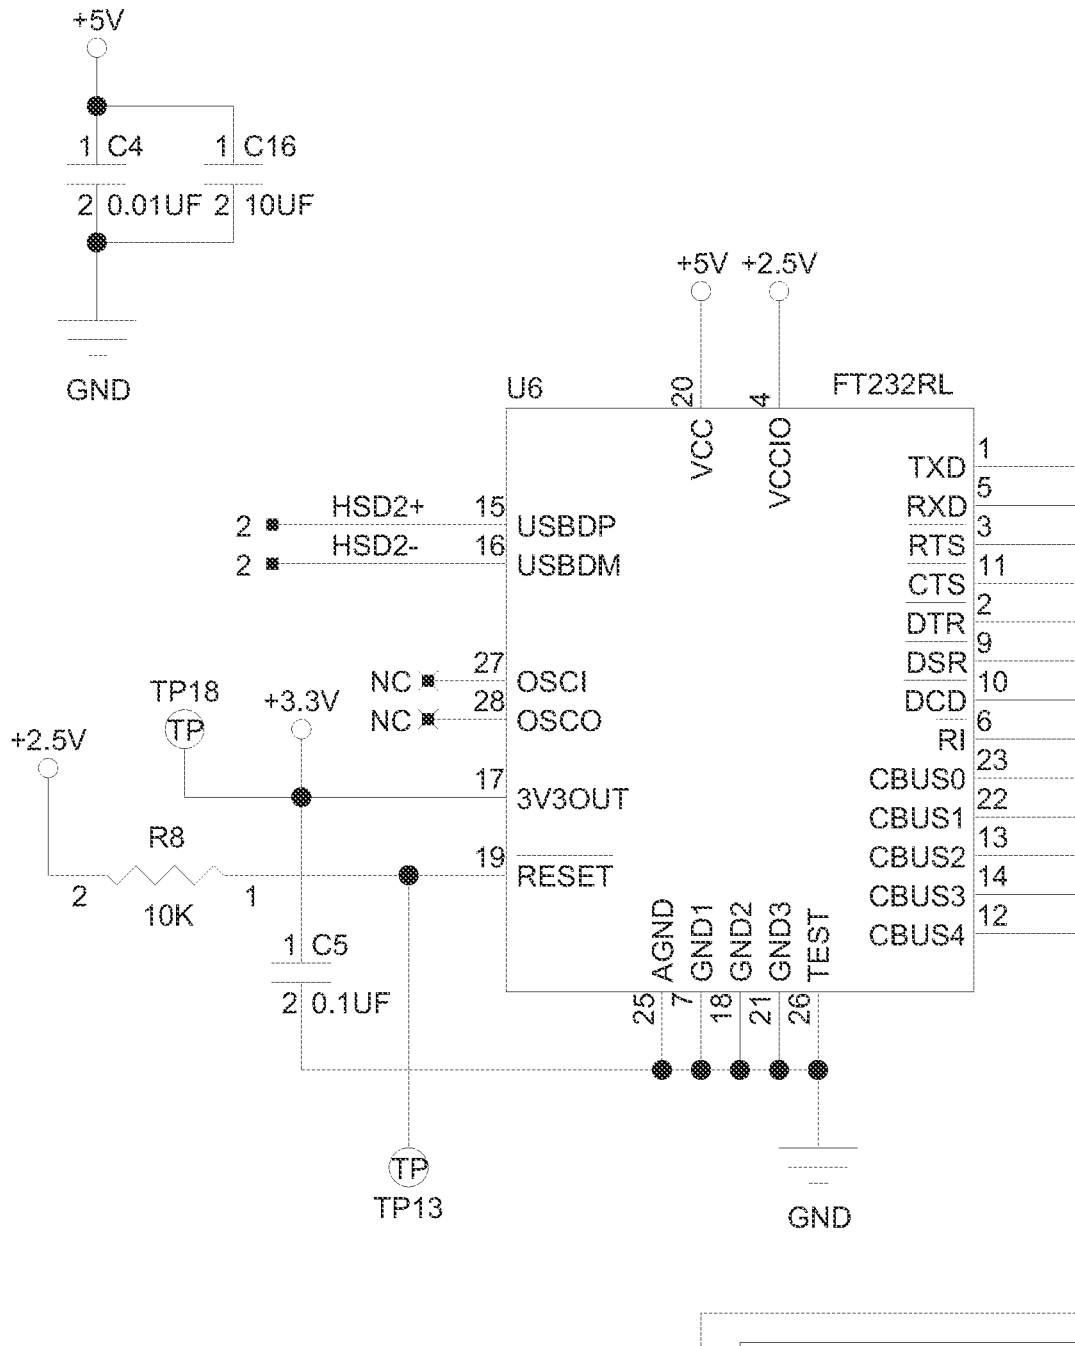 +5V
1 C4
1 C16
2 0.01UF
2 10UF
GND
+5V +2.5V
U6
FT232RL
20
4
VCC
VCCIO
HSD2+
2
15
USBDP
HSD2-
2
16
USBDM
NC
27
OSCI
NC
28
OSCO
TP18
TP
+3.3V
+2.5V
17
3V3OUT
R8
2
1
10K
19
RESET
1 C5
2 0.1UF
TP
TP13
TXD
1
RXD
5
RTS
3
CTS
11
DTR
2
DSR
9
DCD
10
RI
6
CBUS0
23
CBUS1
22
CBUS2
13
CBUS3
14
CBUS4
12
AGND
GND1
GND2
GND3
TEST
25
7
18
21
26
GND